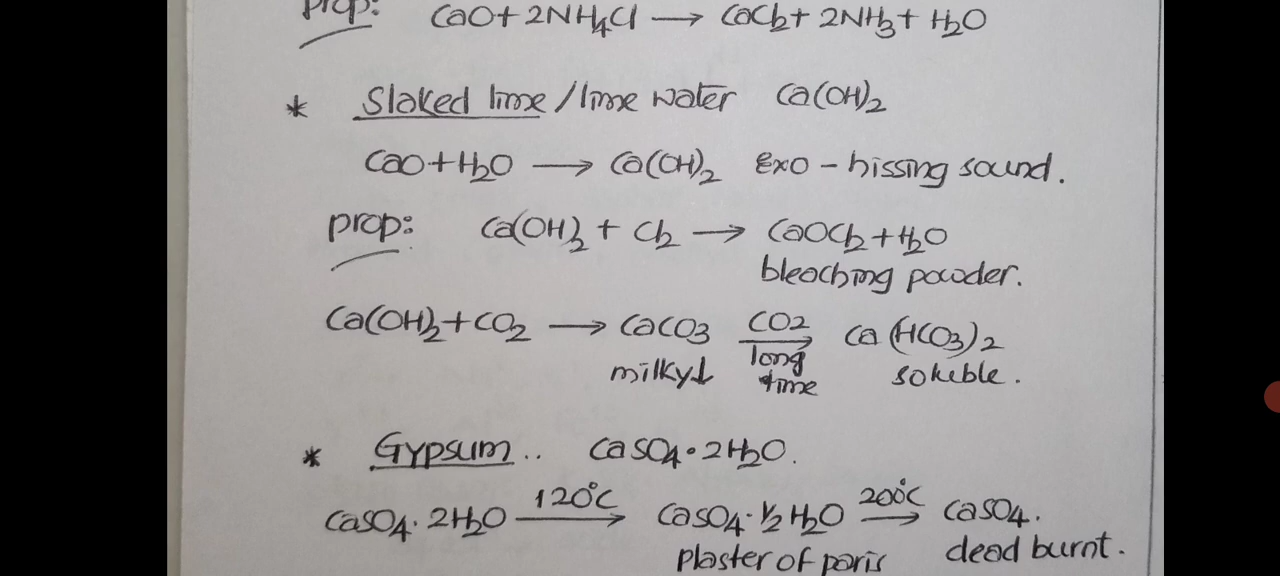 prop: CaO + 2NH₄Cl → CaCl₂ + 2NH₃ + H₂O
* Slaked lime / lime water Ca(OH)₂
CaO + H₂O → Ca(OH)₂ Exo - hissing sound.
prop: Ca(OH)₂ + Cl₂ → CaOCl₂ + H₂O
bleaching powder.
Ca(OH)₂ + CO₂ → CaCO3 CO2 → Ca(HCO3)2
milky↓ long time soluble.
* Gypsum .. CaSO4·2H₂O.
CaSO4·2H₂O 120°C → CaSO4·½H₂O 200°C → CaSO4.
plaster of paris dead burnt.